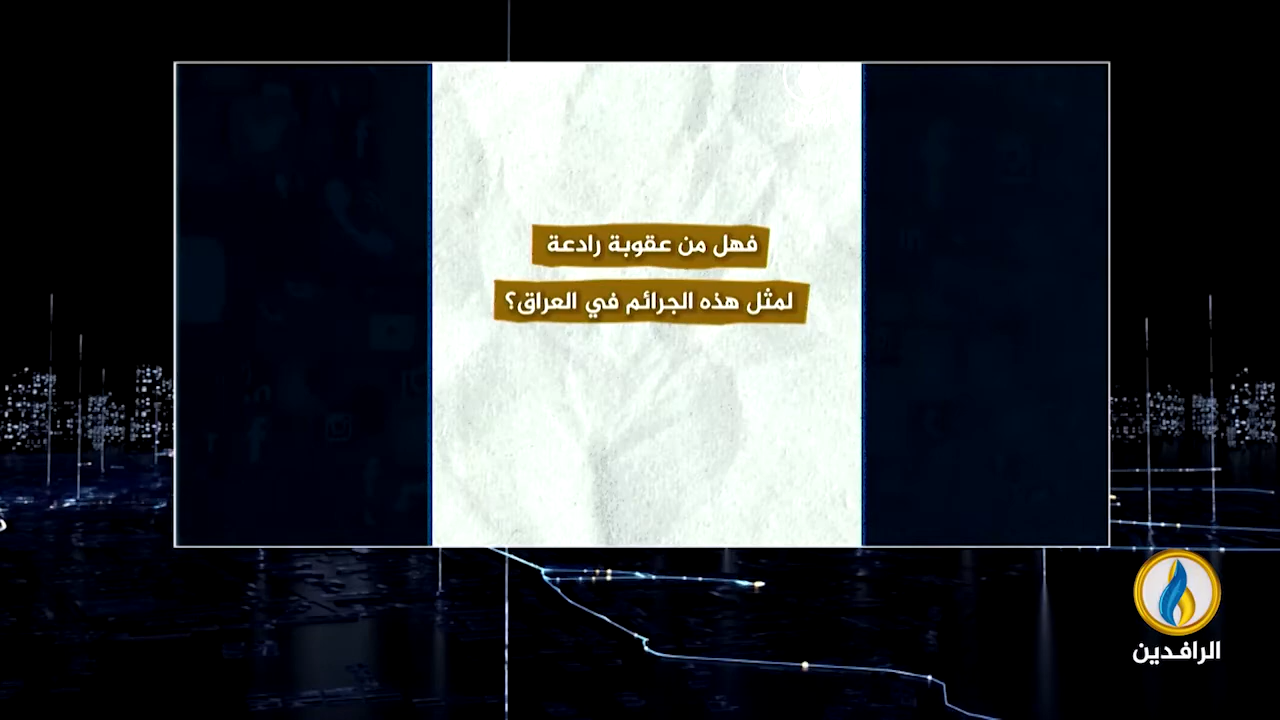 فهل من عقوبة رادعة
لمثل هذه الجرائم في العراق؟
الرافدين